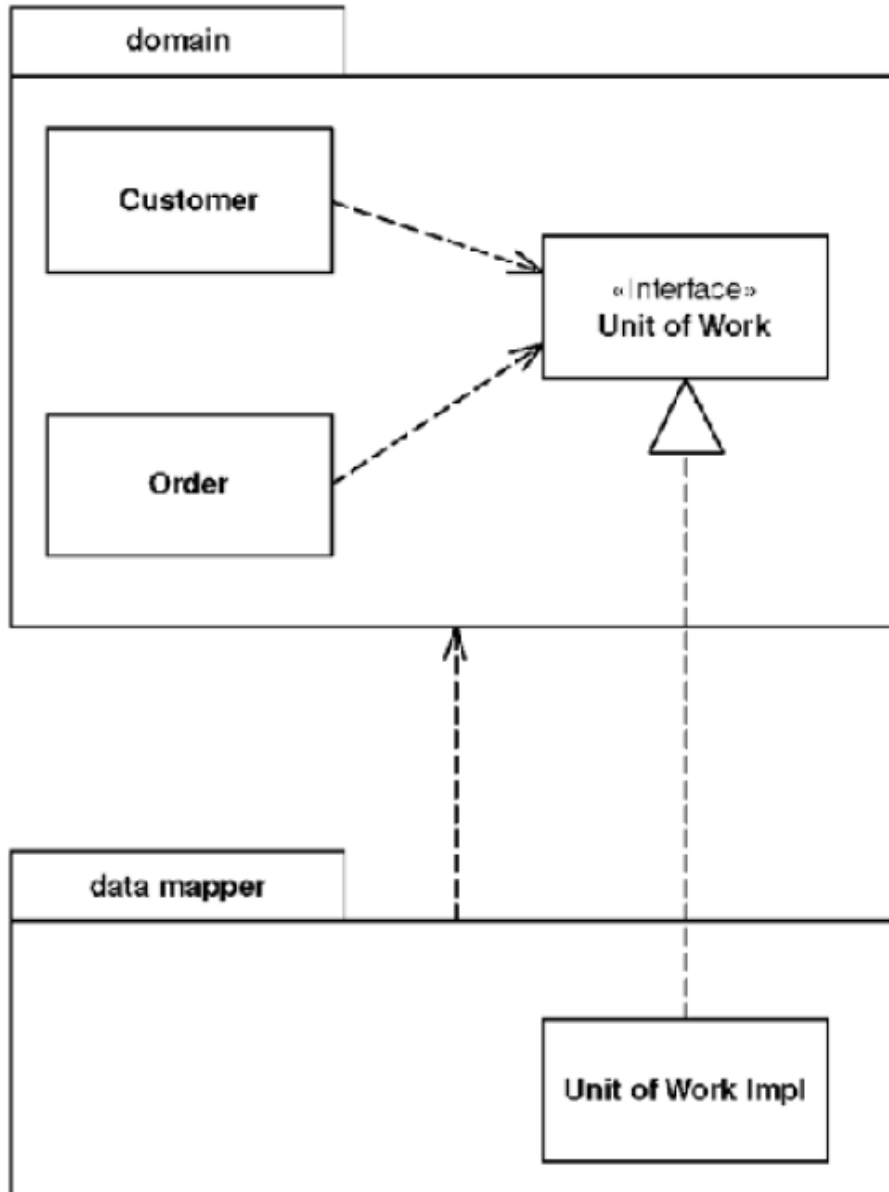 domain
Customer
«Interface»
Unit of Work
Order
data mapper
Unit of Work Impl